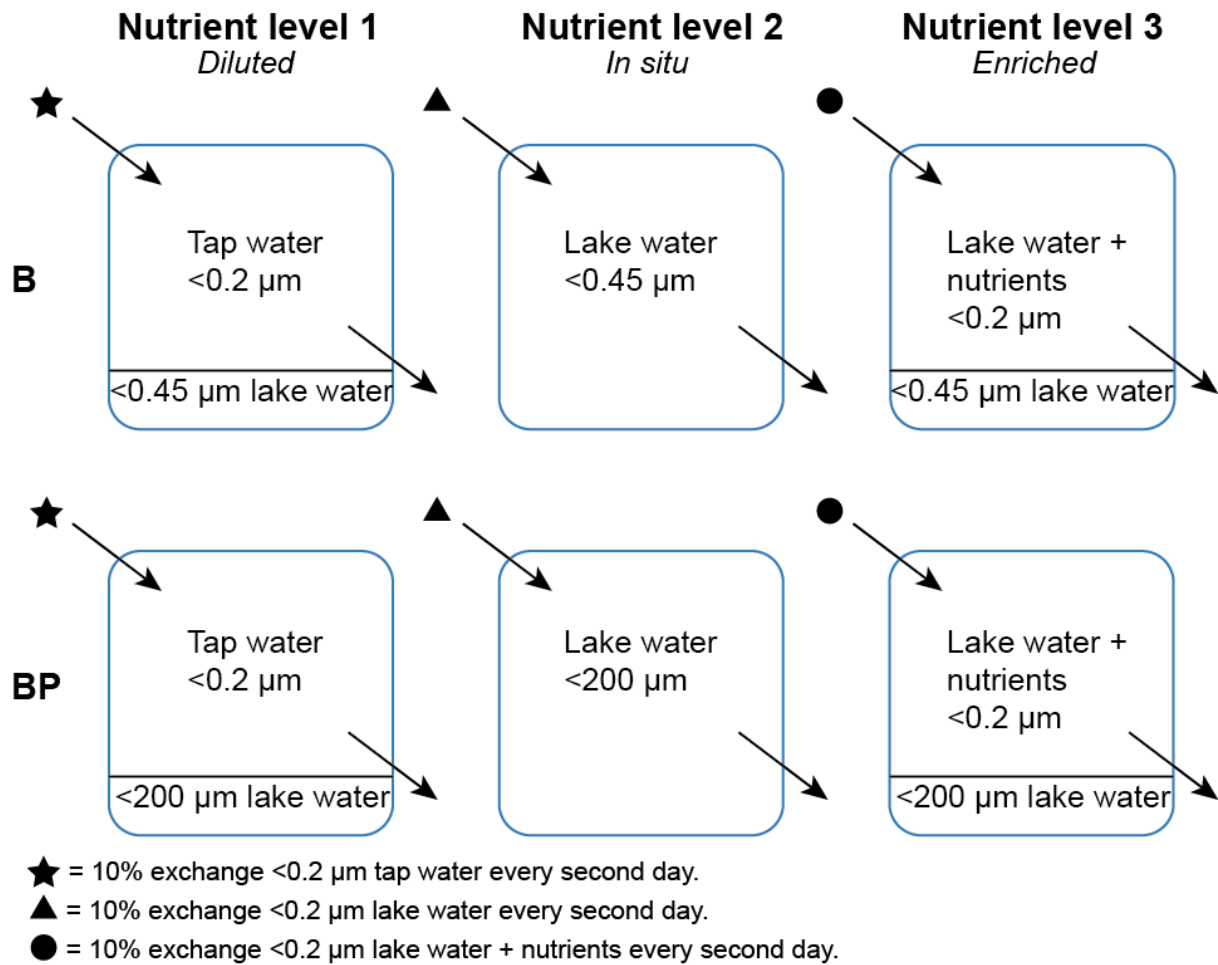 Nutrient level 1
Diluted
Nutrient level 2
In situ
Nutrient level 3
Enriched
B
Tap water
<0.2 µm
<0.45 µm lake water
Lake water
<0.45 µm
Lake water +
nutrients
<0.2 µm
<0.45 µm lake water
BP
Tap water
<0.2 µm
<200 µm lake water
Lake water
<200 µm
Lake water +
nutrients
<0.2 µm
<200 µm lake water
= 10% exchange <0.2 µm tap water every second day.
= 10% exchange <0.2 µm lake water every second day.
= 10% exchange <0.2 µm lake water + nutrients every second day.